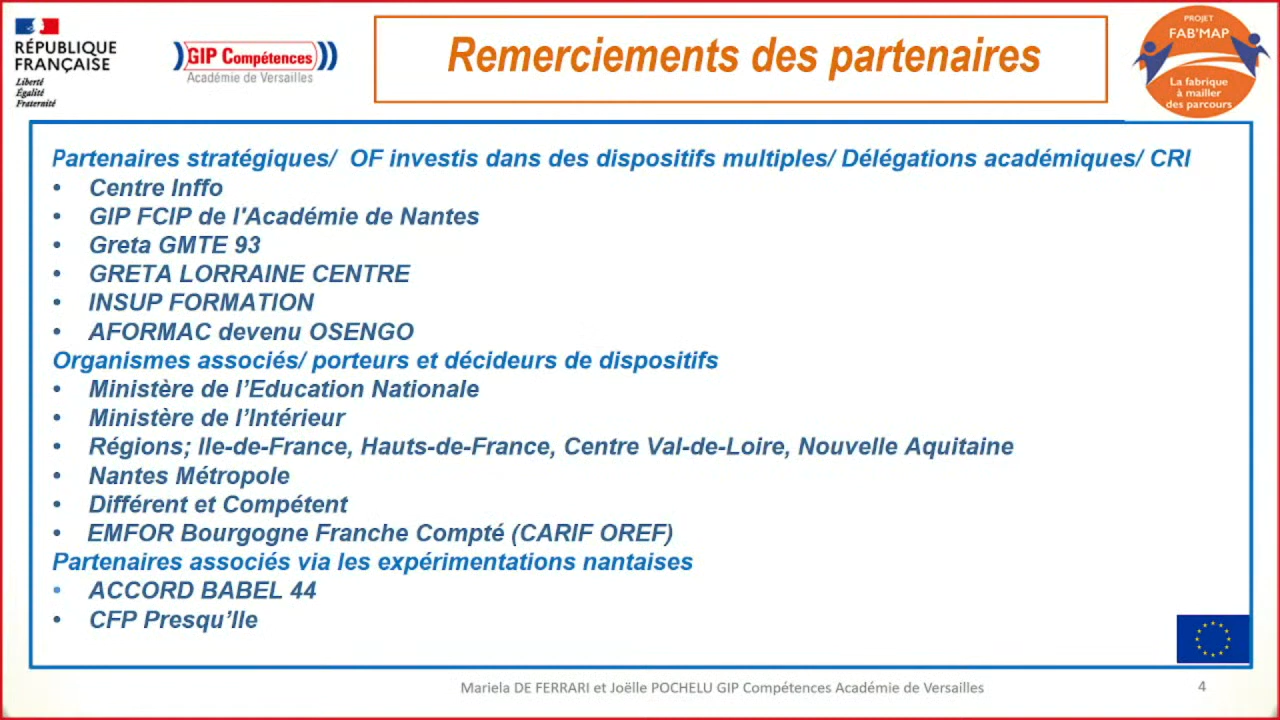 RÉPUBLIQUE
FRANÇAISE
Liberté
Égalité
Fraternité
GIP Compétences
Académie de Versailles
Remerciements des partenaires
PROJET
FAB'MAP
La fabrique
à mailler
des parcours
Partenaires stratégiques/ OF investis dans des dispositifs multiples/ Délégations académiques/ CRI
• Centre Inffo
• GIP FCIP de l'Académie de Nantes
• Greta GMTE 93
• GRETA LORRAINE CENTRE
• INSUP FORMATION
• AFORMAC devenu OSENGO
Organismes associés/ porteurs et décideurs de dispositifs
• Ministère de l’Education Nationale
• Ministère de l’Intérieur
• Régions; Ile-de-France, Hauts-de-France, Centre Val-de-Loire, Nouvelle Aquitaine
• Nantes Métropole
• Différent et Compétent
• EMFOR Bourgogne Franche Compté (CARIF OREF)
Partenaires associés via les expérimentations nantaises
• ACCORD BABEL 44
• CFP Presqu’Ile
Mariela DE FERRARI et Joëlle POCHELU GIP Compétences Académie de Versailles
4